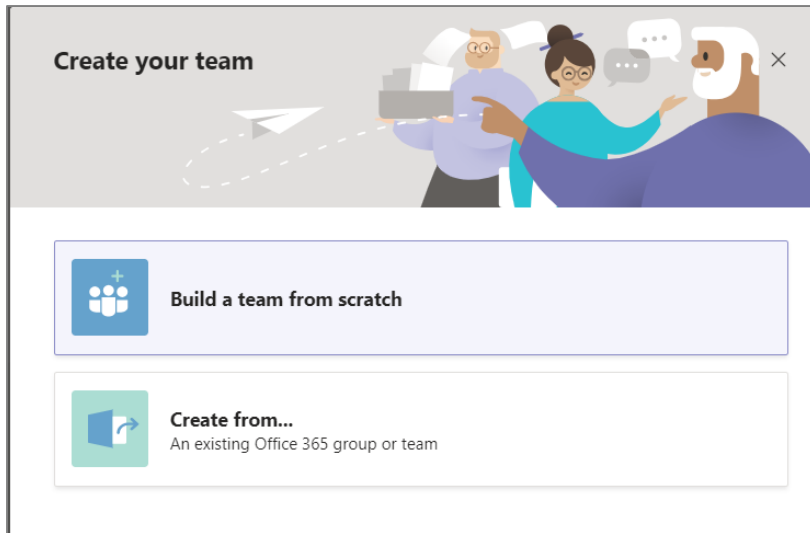 Create your team
Build a team from scratch
Create from...
An existing Office 365 group or team